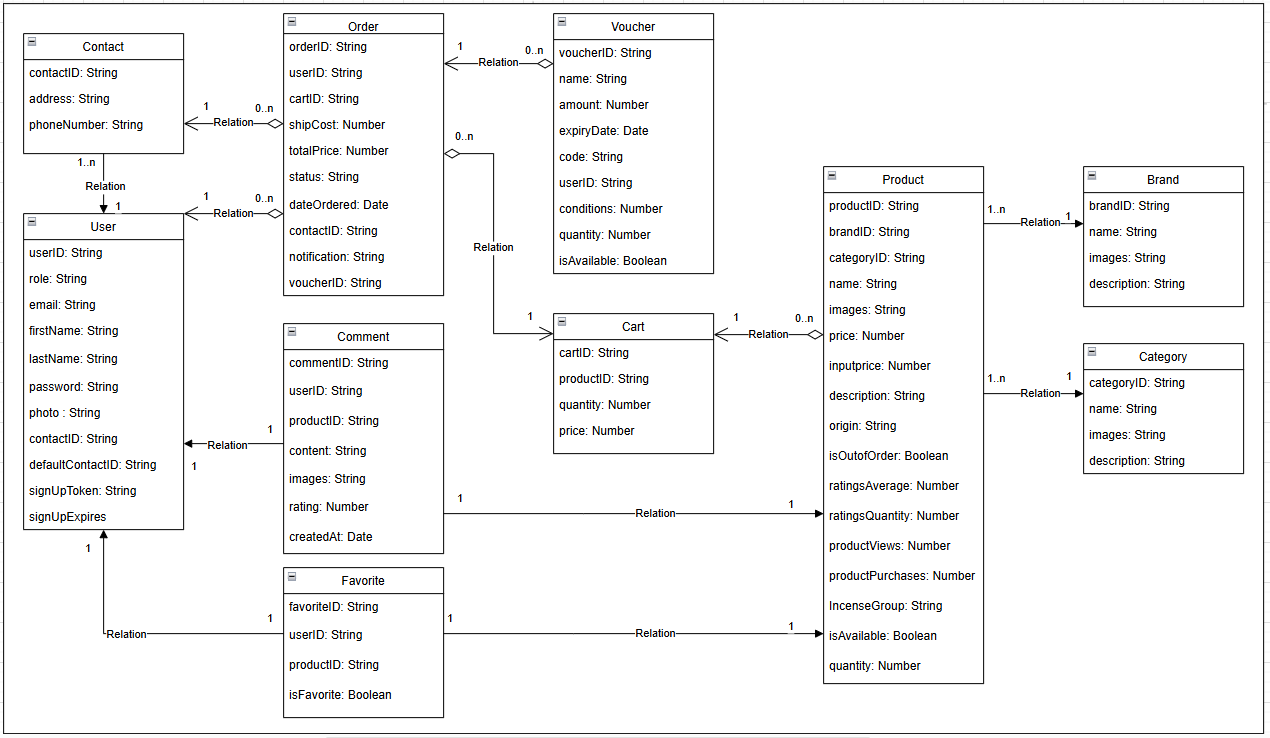 Contact
contactID: String
address: String
phoneNumber: String
1..n
Relation
1
User
userID: String
role: String
email: String
firstName: String
lastName: String
password: String
photo : String
contactID: String
defaultContactID: String
signUpToken: String
signUpExpires
Order
orderID: String
userID: String
cartID: String
shipCost: Number
totalPrice: Number
status: String
dateOrdered: Date
contactID: String
notification: String
voucherID: String
1
Relation
0..n
1
Relation
0..n
Voucher
voucherID: String
name: String
amount: Number
expiryDate: Date
code: String
userID: String
conditions: Number
quantity: Number
isAvailable: Boolean
1
Relation
0..n
0..n
Relation
1
Comment
commentID: String
userID: String
productID: String
content: String
images: String
rating: Number
createdAt: Date
1
Relation
1
1
Relation
1
Cart
cartID: String
productID: String
quantity: Number
price: Number
1
Relation
0..n
Product
productID: String
brandID: String
categoryID: String
name: String
images: String
price: Number
inputprice: Number
description: String
origin: String
isOutofOrder: Boolean
ratingsAverage: Number
ratingsQuantity: Number
productViews: Number
productPurchases: Number
IncenseGroup: String
isAvailable: Boolean
quantity: Number
1..n
Relation
1
Brand
brandID: String
name: String
images: String
description: String
1..n
Relation
1
Category
categoryID: String
name: String
images: String
description: String
Favorite
favoriteID: String
userID: String
productID: String
isFavorite: Boolean
1
Relation
1
1
Relation
1